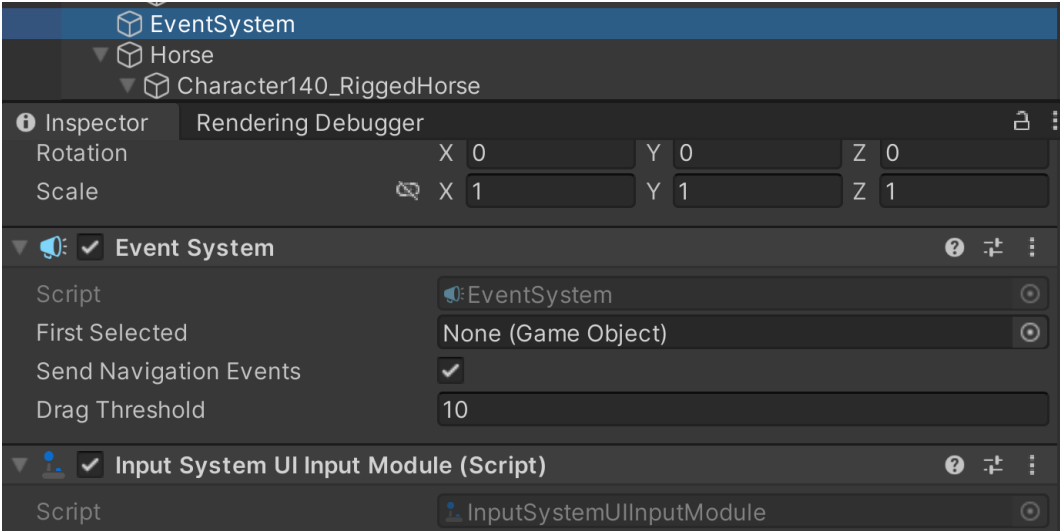 EventSystem
Horse
Character140_RiggedHorse
Inspector Rendering Debugger
Rotation X 0 Y 0 Z 0
Scale X 1 Y 1 Z 1
Event System
Script EventSystem
First Selected None (Game Object)
Send Navigation Events
Drag Threshold 10
Input System UI Input Module (Script)
Script InputSystemUIInputModule